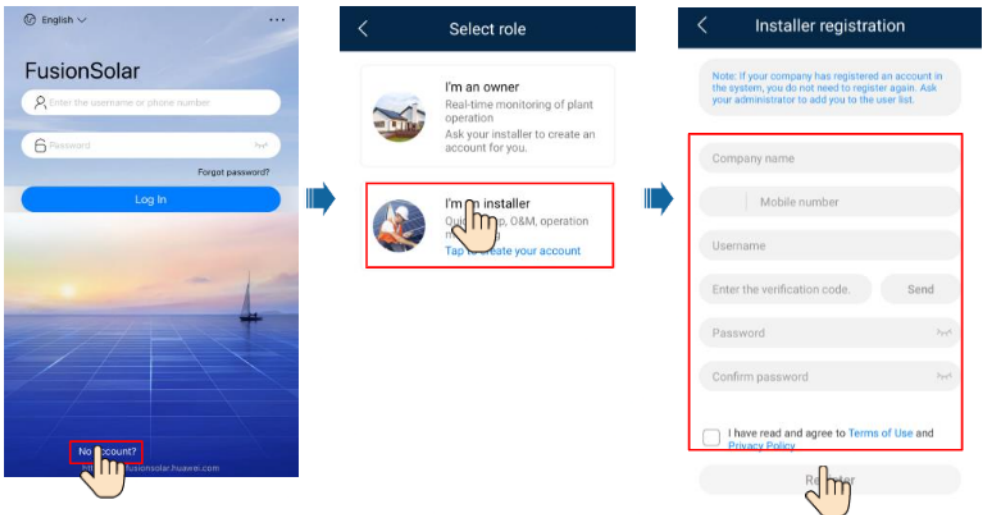 English
...
FusionSolar
Enter the username or phone number
Password
Forgot password?
Log In
No account?
fusionsolar.huawei.com
Select role
I'm an owner
Real-time monitoring of plant
operation
Ask your installer to create an
account for you.
I'm an installer
O&M, operation
Tap to create your account
Installer registration
Note: If your company has registered an account in
the system, you do not need to register again. Ask
your administrator to add you to the user list.
Company name
Mobile number
Username
Enter the verification code.
Send
Password
Confirm password
I have read and agree to Terms of Use and
Privacy Policy
Register